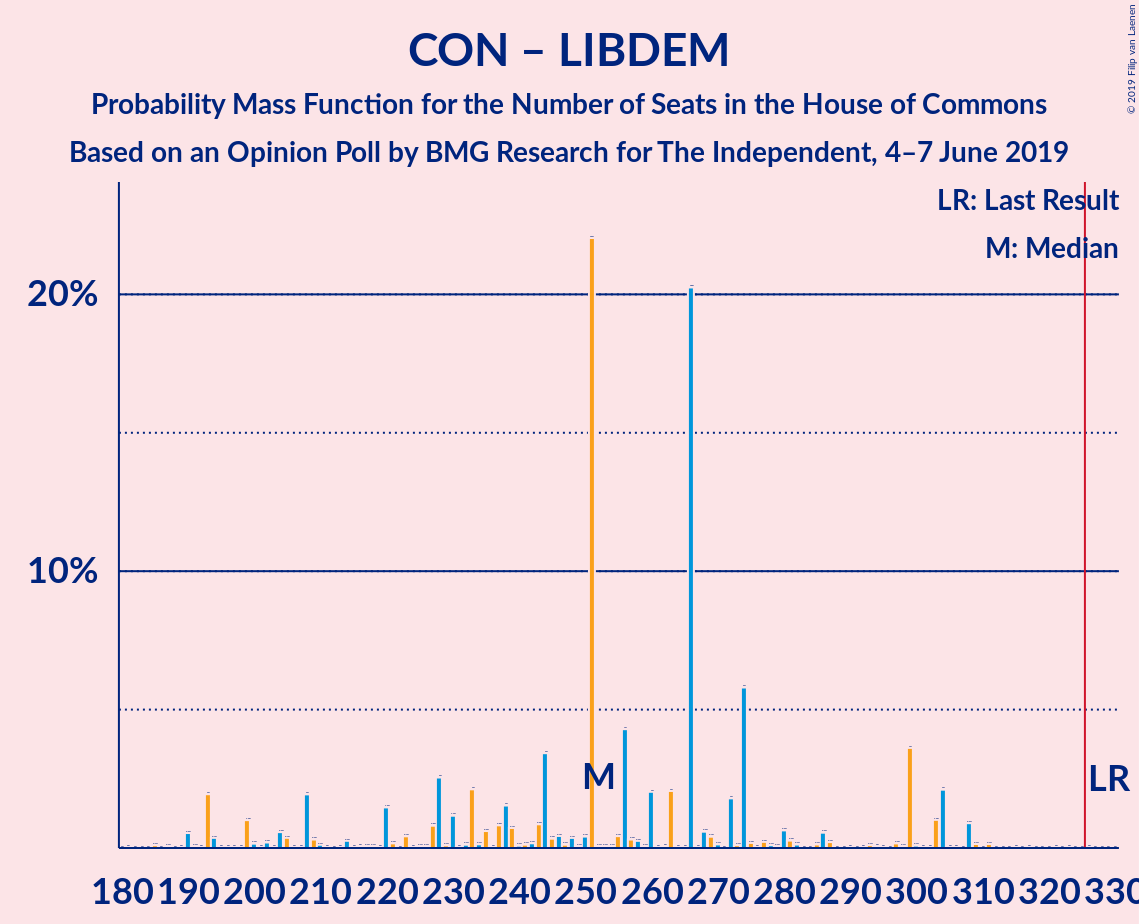 CON – LIBDEM
Probability Mass Function for the Number of Seats in the House of Commons
Based on an Opinion Poll by BMG Research for The Independent, 4–7 June 2019
© 2019 Filip van Laenen
LR: Last Result
M: Median
20%
10%
M
LR
180 190 200 210 220 230 240 250 260 270 280 290 300 310 320 330